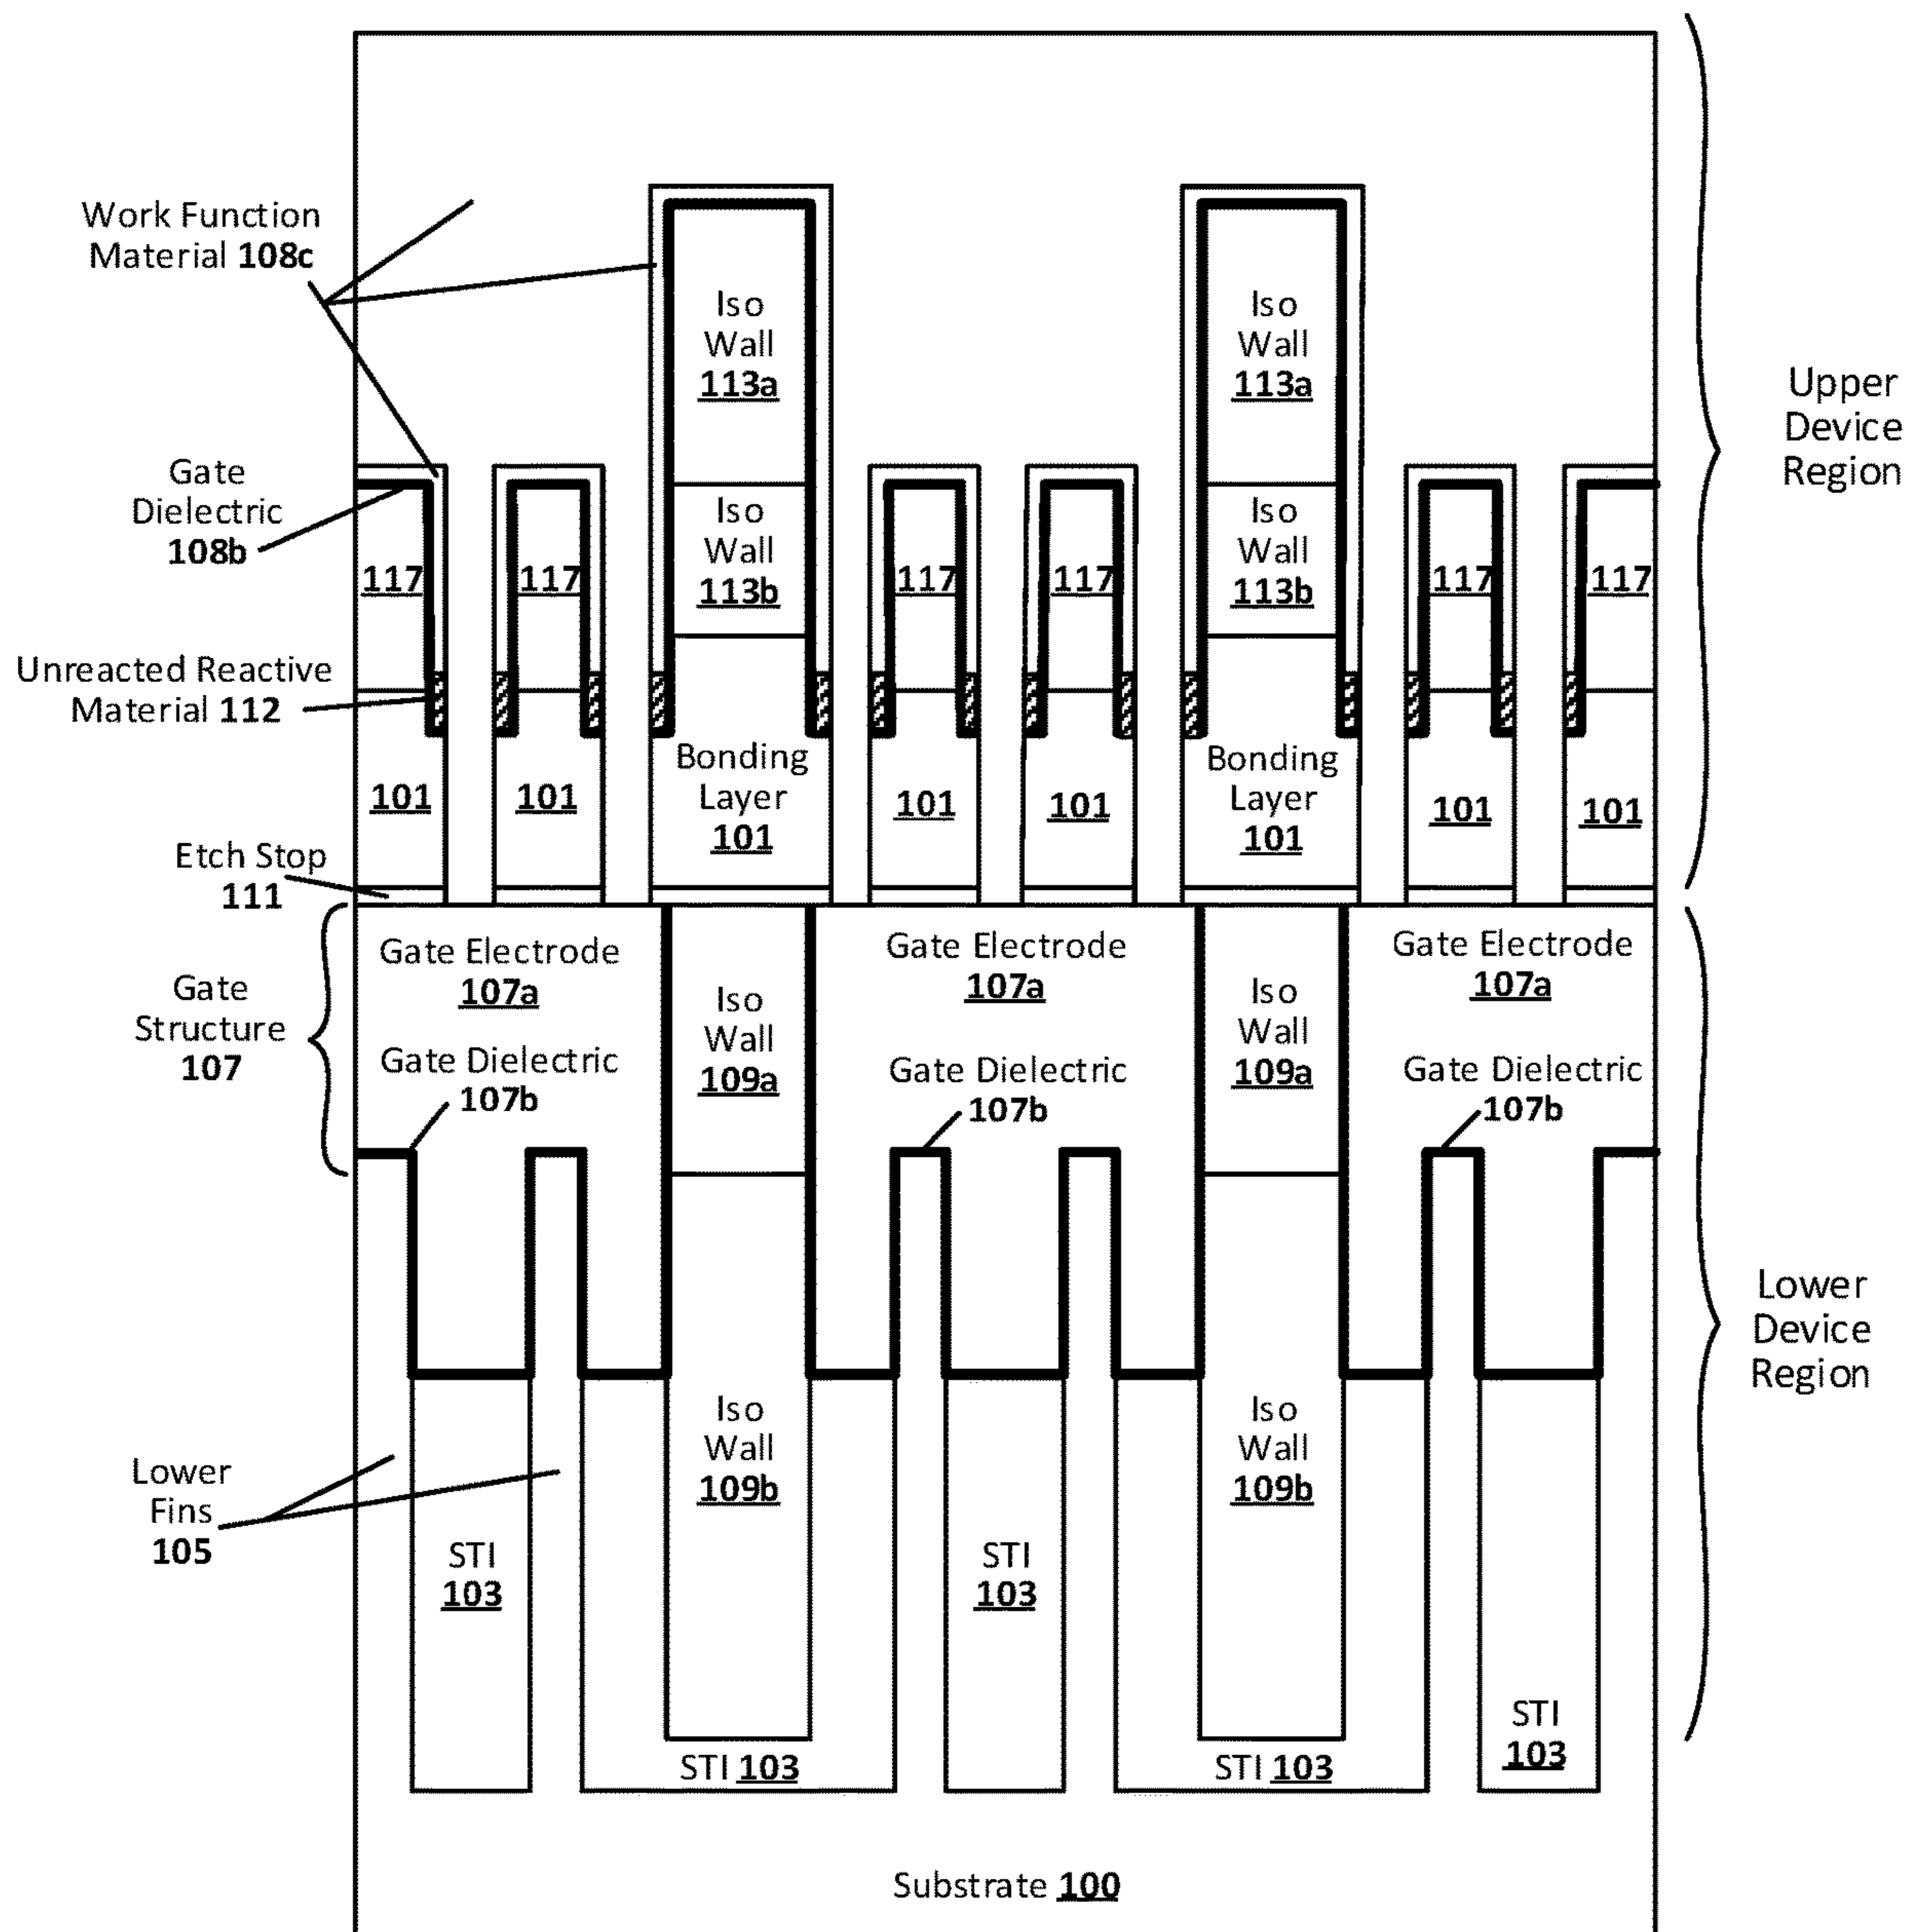 Work Function
Material 108c
Iso
Wall
113a
Iso
Wall
113a
Upper
Device
Region
Gate
Dielectric
108b
Iso
Wall
113b
Iso
Wall
113b
117
117
117
117
117
117
Unreacted Reactive
Material 112
Bonding
Layer
101
Bonding
Layer
101
101
101
101
101
101
101
Etch Stop
111
Gate Electrode
107a
Gate Electrode
107a
Gate Electrode
107a
Gate
Structure
107
Iso
Wall
109a
Iso
Wall
109a
Gate Dielectric
107b
Gate Dielectric
107b
Gate Dielectric
107b
Lower
Device
Region
Iso
Wall
109b
Iso
Wall
109b
Lower
Fins
105
STI
103
STI
103
STI
103
STI 103
STI 103
Substrate 100